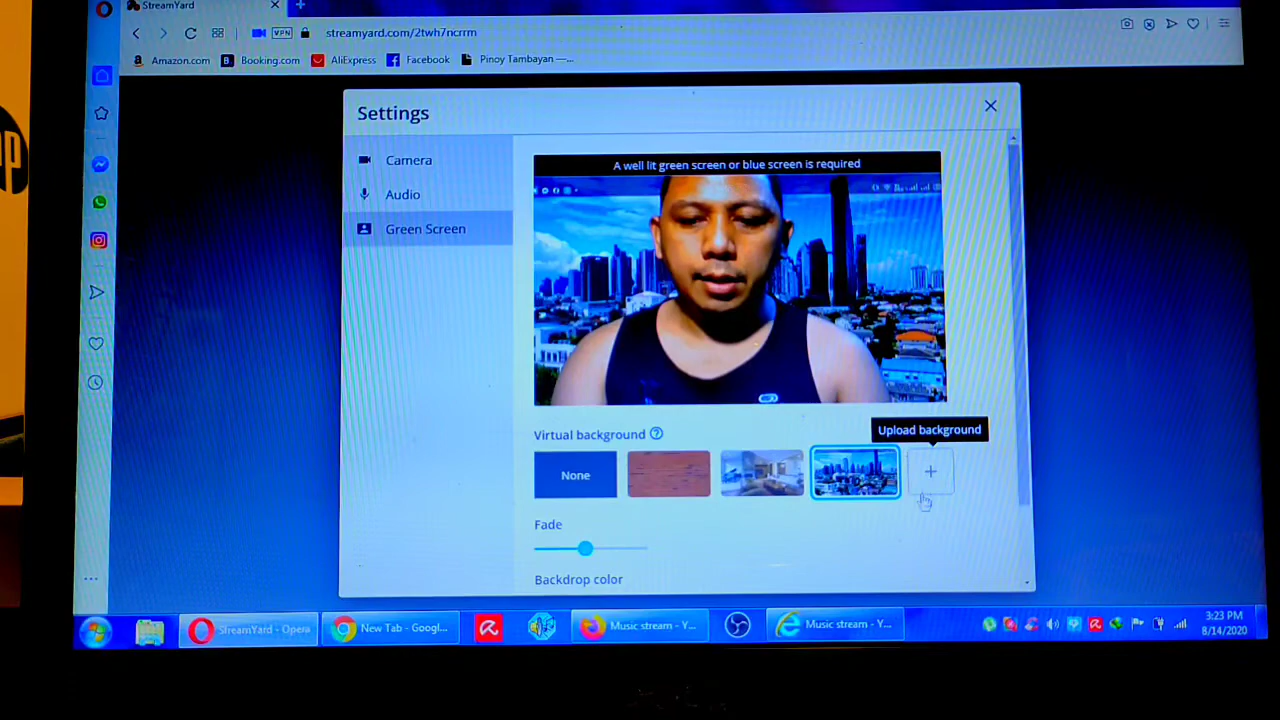 StreamYard
VPN
streamyard.com/2twh7ncrrm
Amazon.com
Booking.com
AliExpress
Facebook
Pinoy Tambayan —...
Settings
Camera
Audio
Green Screen
A well lit green screen or blue screen is required
Upload background
Virtual background
None
Fade
Backdrop color
StreamYard - Opera
New Tab - Googl...
Music stream - Y...
Music stream - Y...
3:23 PM
8/14/2020